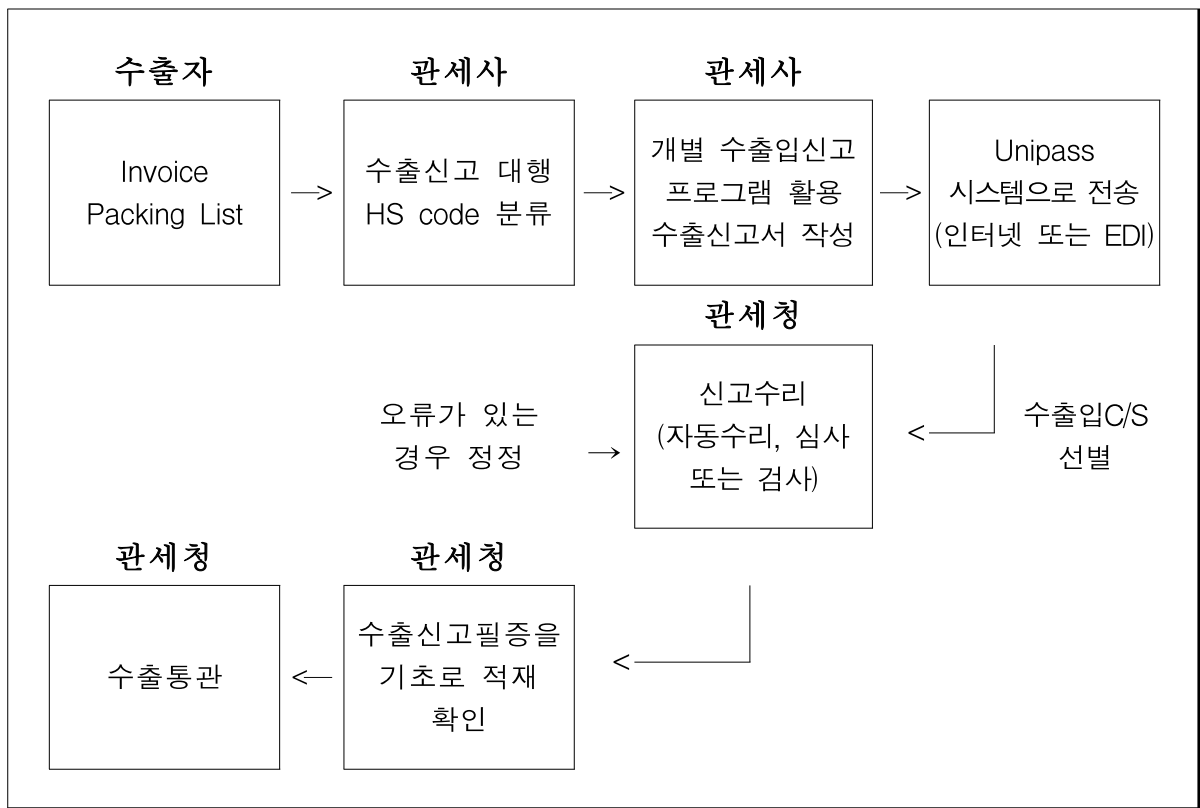 수출자
Invoice
Packing List
관세사
수출신고 대행
HS code 분류
관세사
개별 수출입신고
프로그램 활용
수출신고서 작성
Unipass
시스템으로 전송
(인터넷 또는 EDI)
수출입C/S
선별
관세청
신고수리
(자동수리, 심사
또는 검사)
오류가 있는
경우 정정
관세청
수출신고필증을
기초로 적재
확인
관세청
수출통관